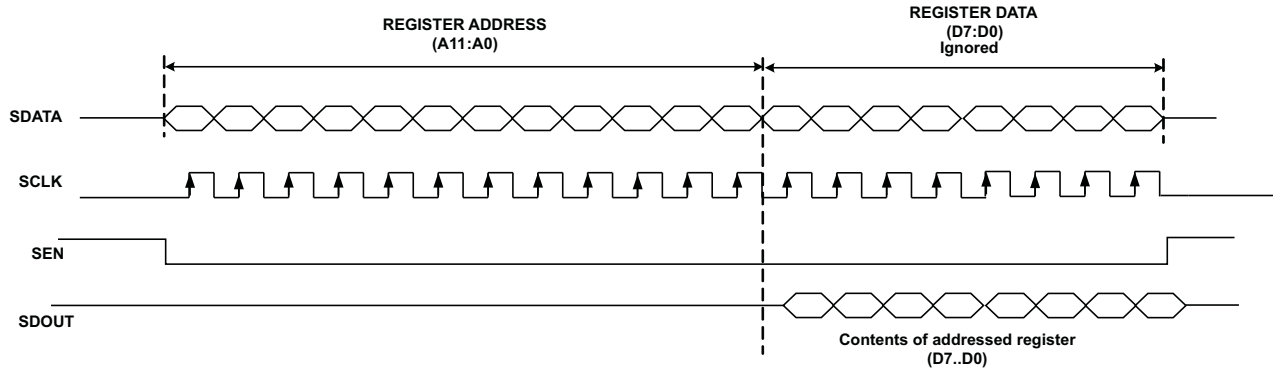 REGISTER ADDRESS
(A11:A0)
REGISTER DATA
(D7:D0)
Ignored
SDATA
SCLK
SEN
SDOUT
Contents of addressed register
(D7..D0)